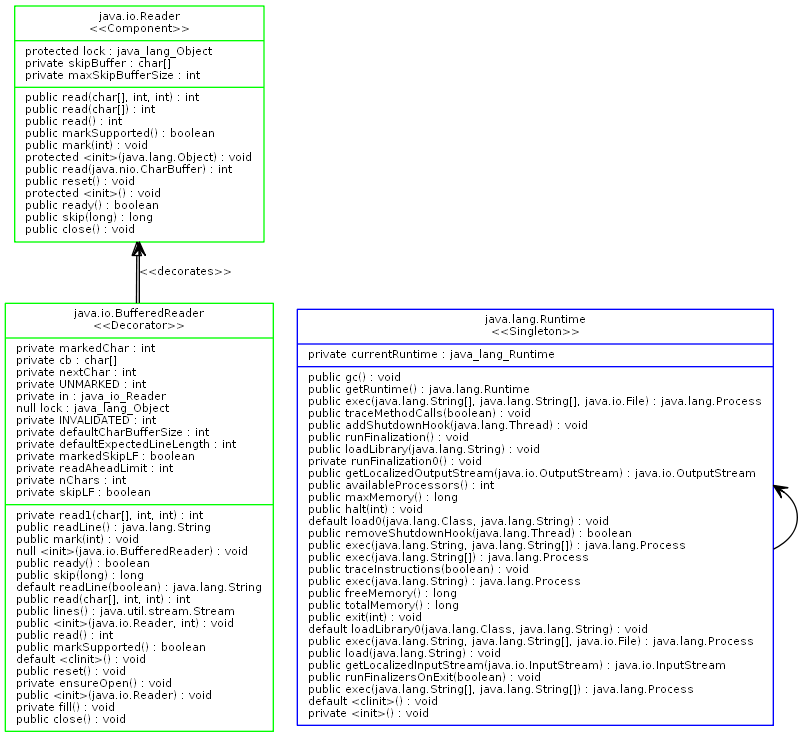 java.io.Reader
<<Component>>
protected lock : java_lang_Object
private skipBuffer : char[]
private maxSkipBufferSize : int
public read(char[], int, int) : int
public read(char[]) : int
public read() : int
public markSupported() : boolean
public mark(int) : void
protected <init>(java.lang.Object) : void
public read(java.nio.CharBuffer) : int
public reset() : void
protected <init>() : void
public ready() : boolean
public skip(long) : long
public close() : void
<<decorates>>
java.io.BufferedReader
<<Decorator>>
private markedChar : int
private cb : char[]
private nextChar : int
private UNMARKED : int
private in : java_io_Reader
null lock : java_lang_Object
private INVALIDATED : int
private defaultCharBufferSize : int
private defaultExpectedLineLength : int
private markedSkipLF : boolean
private readAheadLimit : int
private nChars : int
private skipLF : boolean
private read1(char[], int, int) : int
public readLine() : java.lang.String
public mark(int) : void
null <init>(java.io.BufferedReader) : void
public ready() : boolean
public skip(long) : long
default readLine(boolean) : java.lang.String
public read(char[], int, int) : int
public lines() : java.util.stream.Stream
public <init>(java.io.Reader, int) : void
public read() : int
public markSupported() : boolean
default <clinit>() : void
public reset() : void
private ensureOpen() : void
public <init>(java.io.Reader) : void
private fill() : void
public close() : void
java.lang.Runtime
<<Singleton>>
private currentRuntime : java_lang_Runtime
public gc() : void
public getRuntime() : java.lang.Runtime
public exec(java.lang.String[], java.lang.String[], java.io.File) : java.lang.Process
public traceMethodCalls(boolean) : void
public addShutdownHook(java.lang.Thread) : void
public runFinalization() : void
public loadLibrary(java.lang.String) : void
private runFinalization0() : void
public getLocalizedOutputStream(java.io.OutputStream) : java.io.OutputStream
public availableProcessors() : int
public maxMemory() : long
public halt(int) : void
default load0(java.lang.Class, java.lang.String) : void
public removeShutdownHook(java.lang.Thread) : boolean
public exec(java.lang.String, java.lang.String[]) : java.lang.Process
public exec(java.lang.String[]) : java.lang.Process
public traceInstructions(boolean) : void
public exec(java.lang.String) : java.lang.Process
public freeMemory() : long
public totalMemory() : long
public exit(int) : void
default loadLibrary0(java.lang.Class, java.lang.String) : void
public exec(java.lang.String, java.lang.String[], java.io.File) : java.lang.Process
public load(java.lang.String) : void
public getLocalizedInputStream(java.io.InputStream) : java.io.InputStream
public runFinalizersOnExit(boolean) : void
public exec(java.lang.String[], java.lang.String[]) : java.lang.Process
default <clinit>() : void
private <init>() : void